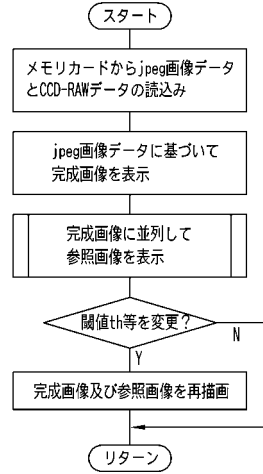 スタート
メモリカードからjpeg画像データ
とCCD-RAWデータの読込み
jpeg画像データに基づいて
完成画像を表示
完成画像に並列して
参照画像を表示
閾値th等を変更？
N
Y
完成画像及び参照画像を再描画
リターン